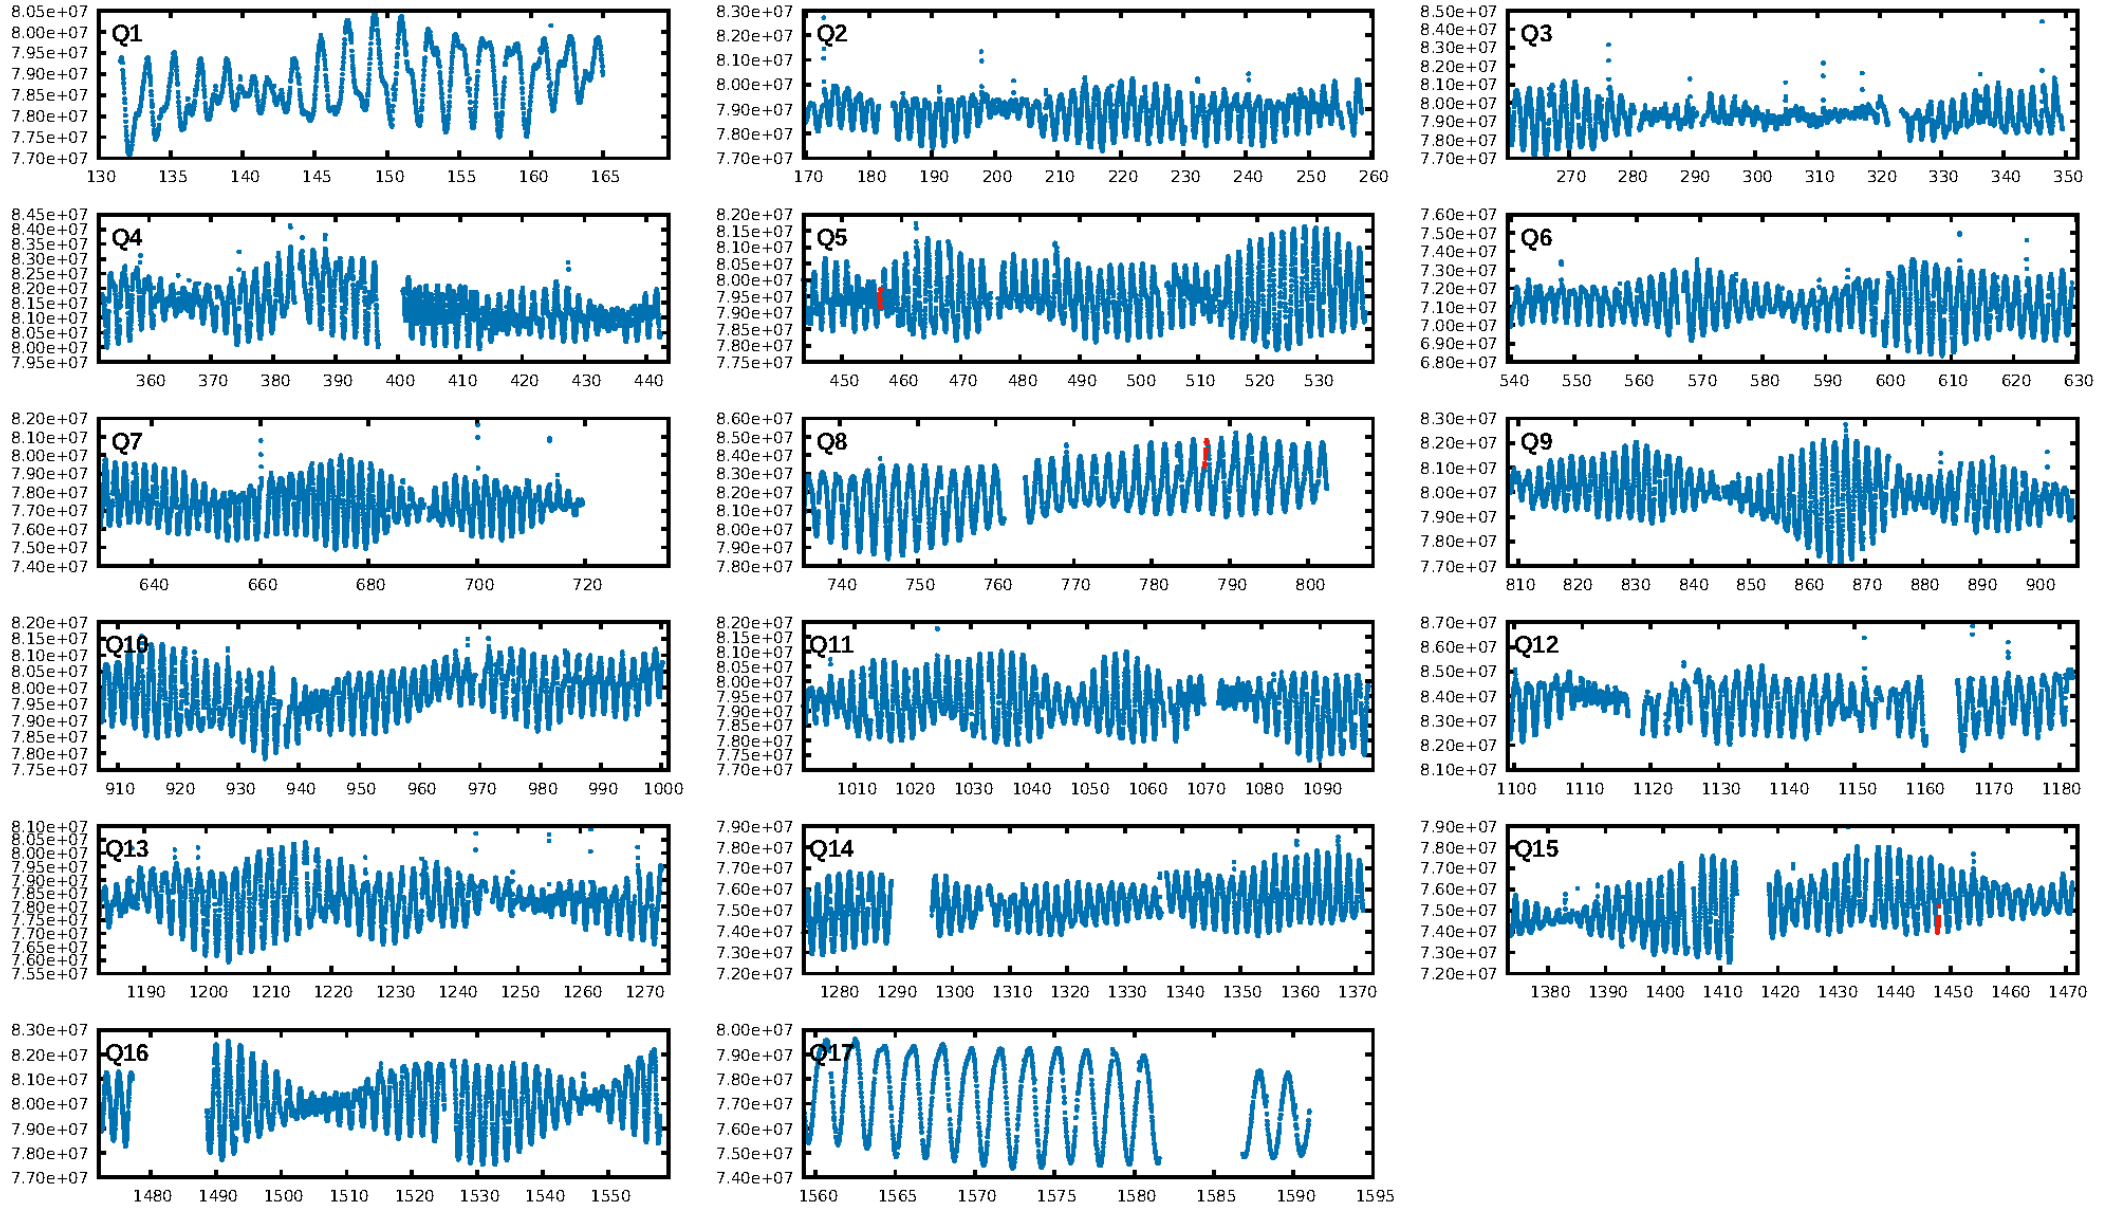 Q1
8.05e+07
8.00e+07
7.95e+07
7.90e+07
7.85e+07
7.80e+07
7.75e+07
7.70e+07
130 135 140 145 150 155 160 165
Q2
8.30e+07
8.20e+07
8.10e+07
8.00e+07
7.90e+07
7.80e+07
7.70e+07
170 180 190 200 210 220 230 240 250 260
Q3
8.50e+07
8.40e+07
8.30e+07
8.20e+07
8.10e+07
8.00e+07
7.90e+07
7.80e+07
7.70e+07
270 280 290 300 310 320 330 340 350
Q4
8.45e+07
8.40e+07
8.35e+07
8.30e+07
8.25e+07
8.20e+07
8.15e+07
8.10e+07
8.05e+07
8.00e+07
7.95e+07
360 370 380 390 400 410 420 430 440
Q5
8.20e+07
8.15e+07
8.10e+07
8.05e+07
8.00e+07
7.95e+07
7.90e+07
7.85e+07
7.80e+07
7.75e+07
450 460 470 480 490 500 510 520 530
Q6
7.60e+07
7.50e+07
7.40e+07
7.30e+07
7.20e+07
7.10e+07
7.00e+07
6.90e+07
6.80e+07
540 550 560 570 580 590 600 610 620 630
Q7
8.20e+07
8.10e+07
8.00e+07
7.90e+07
7.80e+07
7.70e+07
7.60e+07
7.50e+07
7.40e+07
640 660 680 700 720
Q8
8.60e+07
8.50e+07
8.40e+07
8.30e+07
8.20e+07
8.10e+07
8.00e+07
7.90e+07
7.80e+07
740 750 760 770 780 790 800
Q9
8.30e+07
8.20e+07
8.10e+07
8.00e+07
7.90e+07
7.80e+07
7.70e+07
810 820 830 840 850 860 870 880 890 900
Q10
8.20e+07
8.15e+07
8.10e+07
8.05e+07
8.00e+07
7.95e+07
7.90e+07
7.85e+07
7.80e+07
7.75e+07
910 920 930 940 950 960 970 980 990 1000
Q11
8.20e+07
8.15e+07
8.10e+07
8.05e+07
8.00e+07
7.95e+07
7.90e+07
7.85e+07
7.80e+07
7.75e+07
7.70e+07
1010 1020 1030 1040 1050 1060 1070 1080 1090
Q12
8.70e+07
8.60e+07
8.50e+07
8.40e+07
8.30e+07
8.20e+07
8.10e+07
1100 1110 1120 1130 1140 1150 1160 1170 1180
Q13
8.10e+07
8.05e+07
8.00e+07
7.95e+07
7.90e+07
7.85e+07
7.80e+07
7.75e+07
7.70e+07
7.65e+07
7.60e+07
7.55e+07
1190 1200 1210 1220 1230 1240 1250 1260 1270
Q14
7.90e+07
7.80e+07
7.70e+07
7.60e+07
7.50e+07
7.40e+07
7.30e+07
7.20e+07
1280 1290 1300 1310 1320 1330 1340 1350 1360 1370
Q15
7.90e+07
7.80e+07
7.70e+07
7.60e+07
7.50e+07
7.40e+07
7.30e+07
7.20e+07
1380 1390 1400 1410 1420 1430 1440 1450 1460 1470
Q16
8.30e+07
8.20e+07
8.10e+07
8.00e+07
7.90e+07
7.80e+07
7.70e+07
1480 1490 1500 1510 1520 1530 1540 1550
Q17
8.00e+07
7.90e+07
7.80e+07
7.70e+07
7.60e+07
7.50e+07
7.40e+07
1560 1565 1570 1575 1580 1585 1590 1595